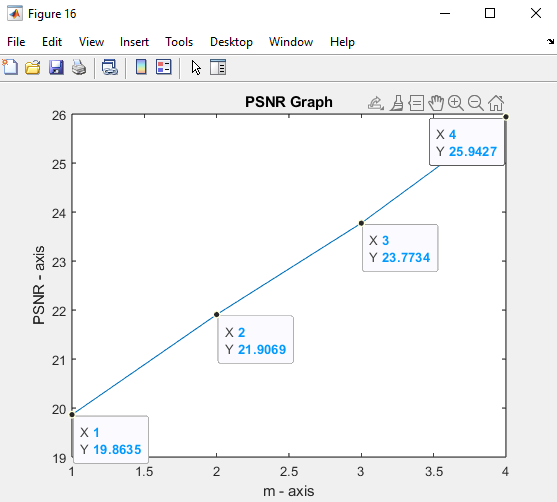 Figure 16
File Edit View Insert Tools Desktop Window Help
PSNR Graph
26
25
24
23
22
21
20
19
PSNR - axis
X 4
Y 25.9427
X 3
Y 23.7734
X 2
Y 21.9069
X 1
Y 19.8635
1 1.5 2 2.5 3 3.5 4
m - axis